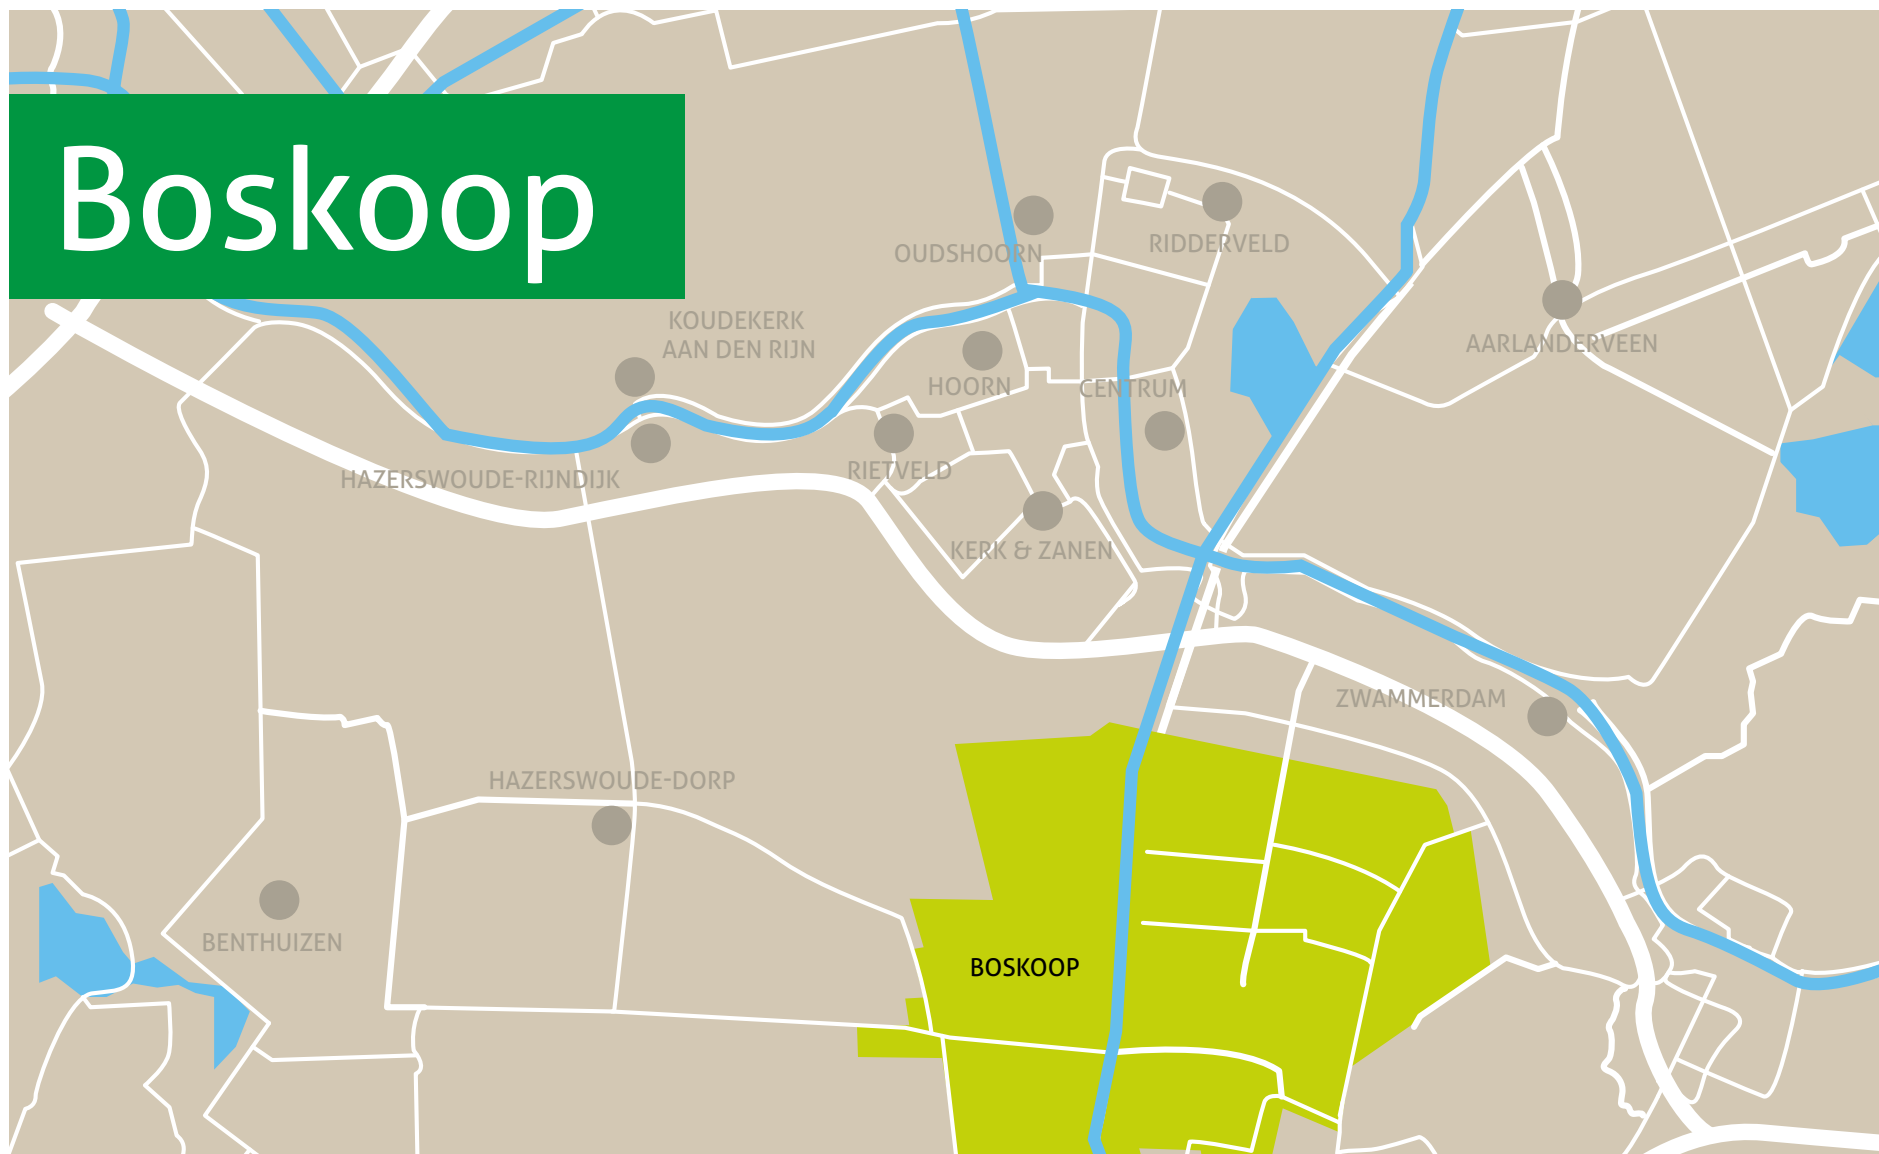 Boskoop
OUDSHOORN
RIDDERVELD
KOUDEKERK
AAN DEN RIJN
AARLANDERVEEN
HOORN
CENTRUM
HAZERSWOUDE-RIJNDIJK
RIETVELD
KERK & ZANEN
ZWAMMERDAM
HAZERSWOUDE-DORP
BENTHUIZEN
BOSKOOP